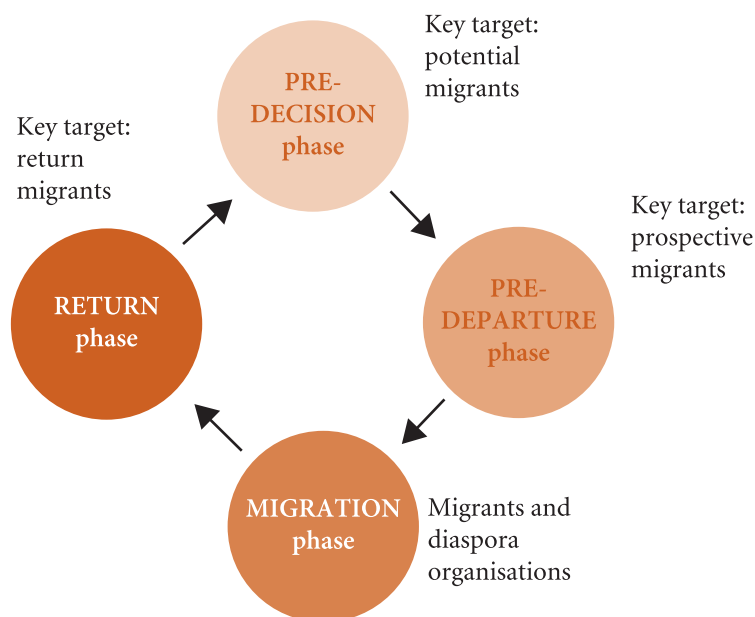 Key target:
potential
migrants
PRE-
DECISION
phase
Key target:
return
migrants
Key target:
prospective
migrants
PRE-
DEPARTURE
phase
RETURN
phase
MIGRATION
phase
Migrants and
diaspora
organisations